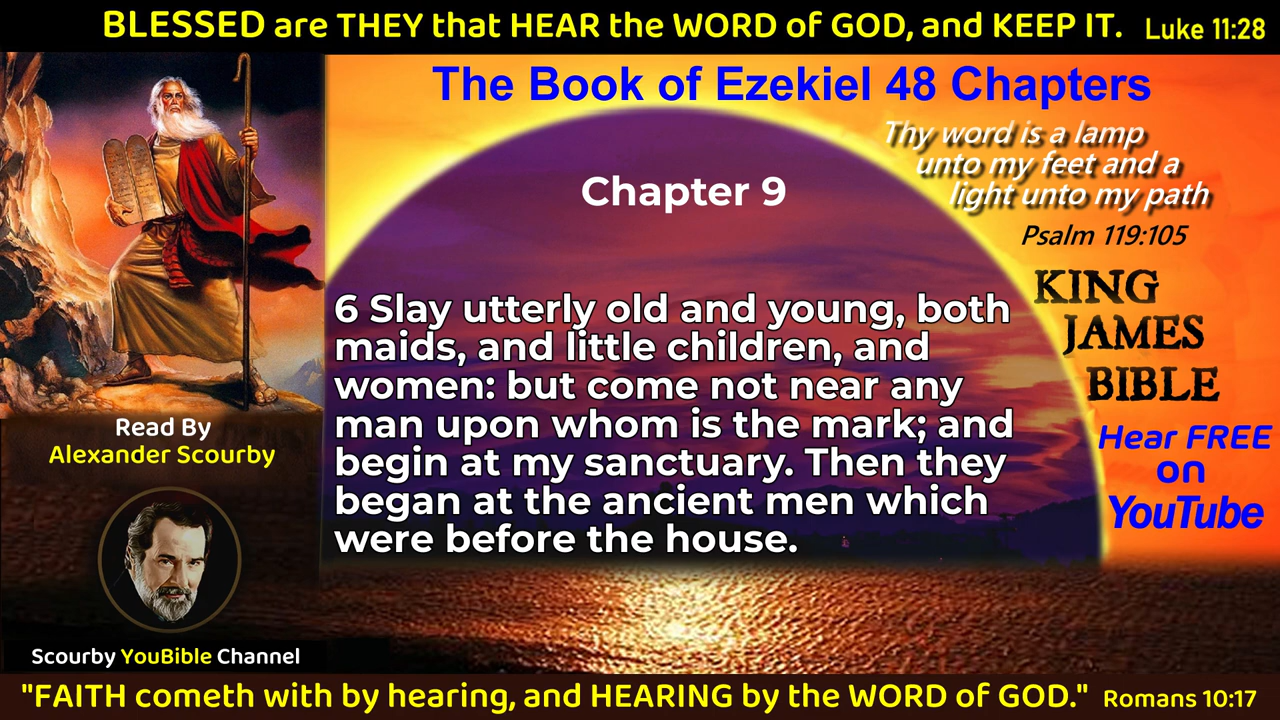 BLESSED are THEY that HEAR the WORD of GOD, and KEEP IT. Luke 11:28
The Book of Ezekiel 48 Chapters
Thy word is a lamp
unto my feet and a
light unto my path
Psalm 119:105
Chapter 9
KING
JAMES
BIBLE
6 Slay utterly old and young, both
maids, and little children, and
women: but come not near any
man upon whom is the mark; and
begin at my sanctuary. Then they
began at the ancient men which
were before the house.
Hear FREE
on
YouTube
Read By
Alexander Scourby
Scourby YouBible Channel
"FAITH cometh with by hearing, and HEARING by the WORD of GOD." Romans 10:17